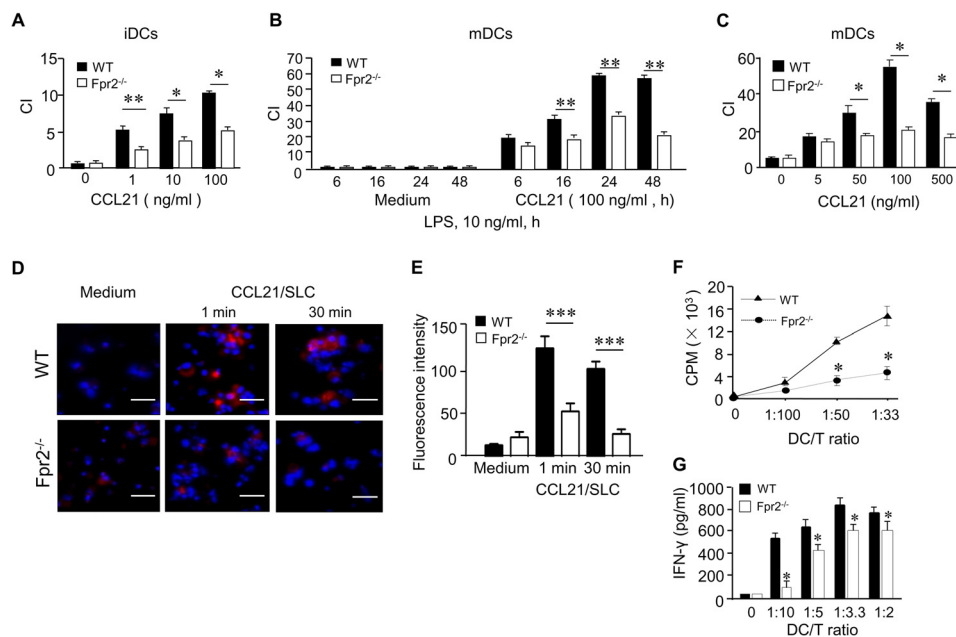 A
iDCs
WT
Fpr2-/-
CI
15
10
5
0
**
*
*
0 1 10 100
CCL21 ( ng/ml )
B
mDCs
WT
Fpr2-/-
CI
70
60
50
40
30
20
10
0
**
**
**
6 16 24 48 6 16 24 48
Medium CCL21 ( 100 ng/ml , h)
LPS, 10 ng/ml, h
C
mDCs
WT
Fpr2-/-
CI
60
40
20
0
*
*
*
0 5 50 100 500
CCL21 (ng/ml)
D
Medium CCL21/SLC
1 min 30 min
WT
Fpr2-/-
E
WT
Fpr2-/-
Fluorescence intensity
150
100
50
0
***
***
Medium 1 min 30 min
CCL21/SLC
F
CPM (× 10³)
20
16
12
8
4
0
WT
Fpr2-/-
*
*
0 1:100 1:50 1:33
DC/T ratio
G
WT
Fpr2-/-
IFN-γ (pg/ml)
1000
800
600
400
200
0
*
*
*
*
0 1:10 1:5 1:3.3 1:2
DC/T ratio